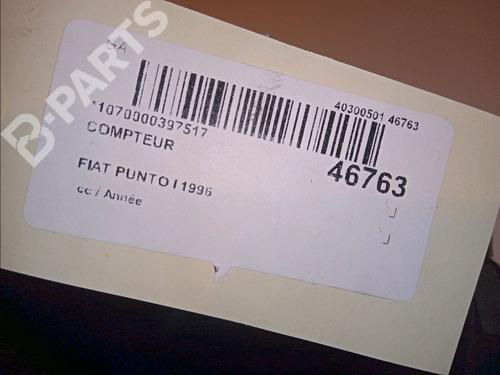 SA
40300501 46763
*1070000397517
COMPTEUR
46763
FIAT PUNTO I 1996
cc / Année
B-PARTS